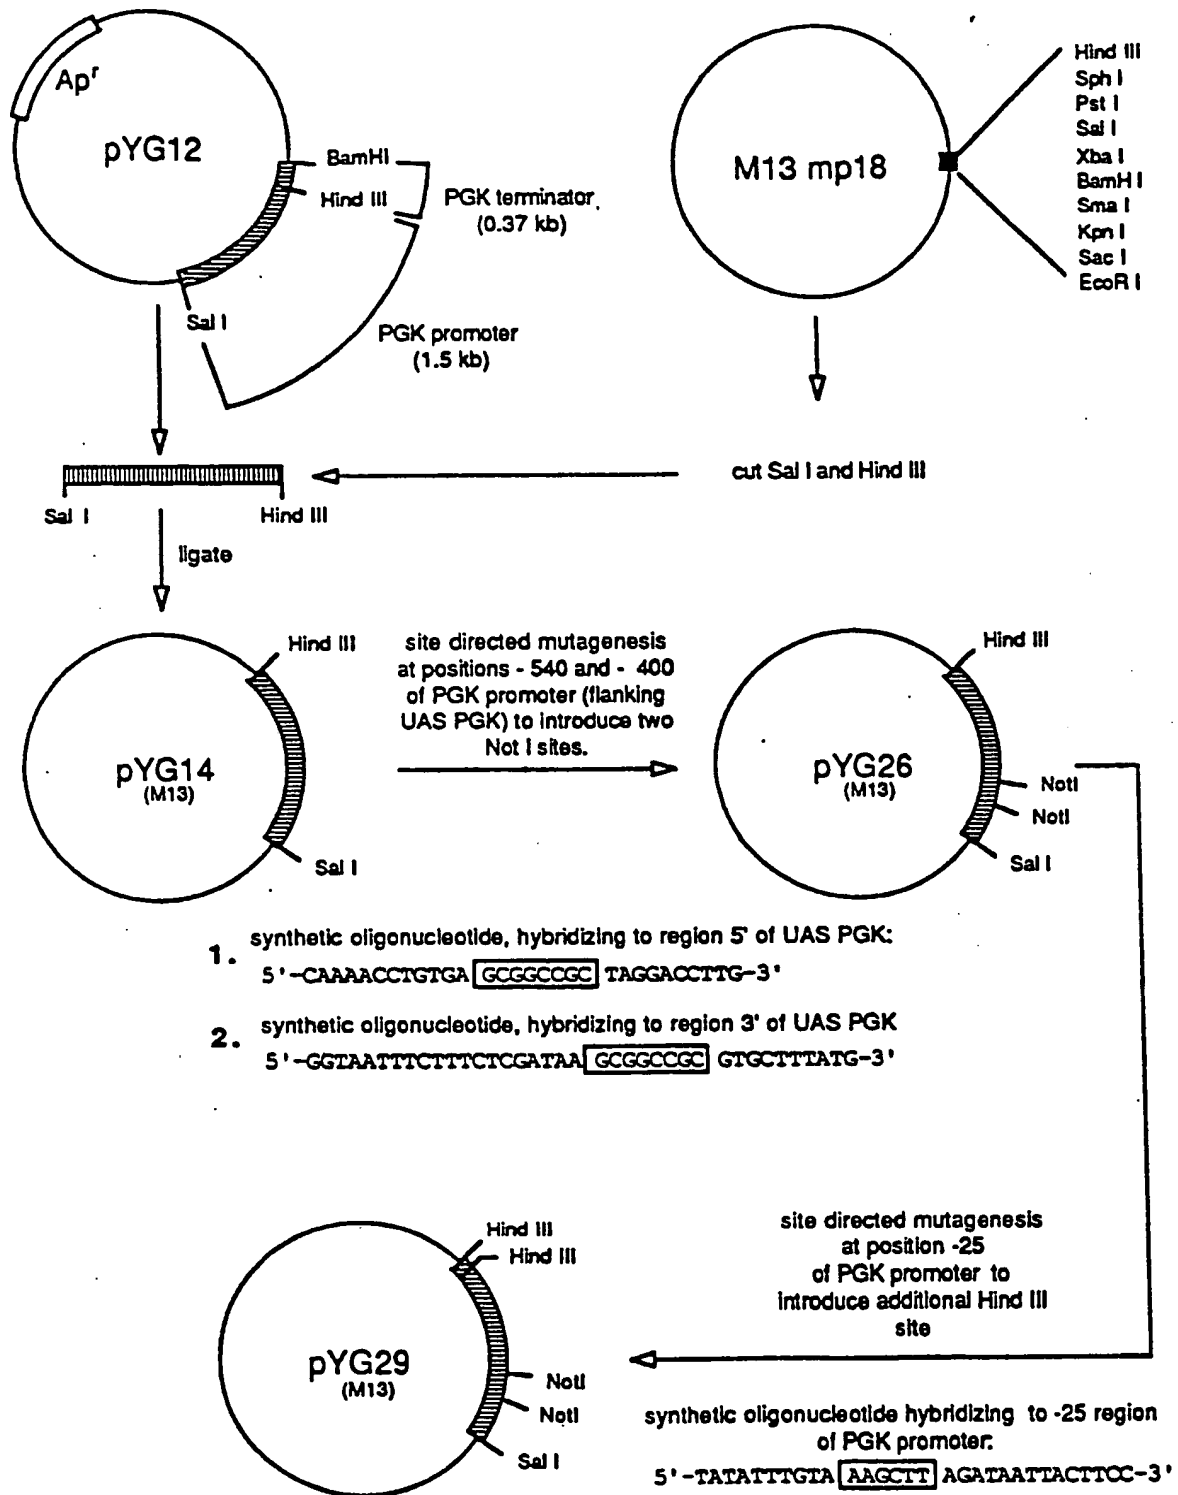 Apʳ
pYG12
BamHI
Hind III
PGK terminator
(0.37 kb)
Sal I
PGK promoter
(1.5 kb)
M13 mp18
Hind III
Sph I
Pst I
Sal I
Xba I
BamH I
Sma I
Kpn I
Sac I
EcoR I
cut Sal I and Hind III
Sal I
Hind III
ligate
Hind III
pYG14
(M13)
Sal I
site directed mutagenesis
at positions - 540 and - 400
of PGK promoter (flanking
UAS PGK) to introduce two
Not I sites.
Hind III
pYG26
(M13)
NotI
NotI
Sal I
1. synthetic oligonucleotide, hybridizing to region 5' of UAS PGK:
5'-CAAAACCTGTGA GCGGCCGC TAGGACCTTG-3'
2. synthetic oligonucleotide, hybridizing to region 3' of UAS PGK
5'-GGTAATTTCTTTCTCGATAA GCGGCCGC GTGCTTTATG-3'
site directed mutagenesis
at position -25
of PGK promoter to
introduce additional Hind III
site
Hind III
Hind III
pYG29
(M13)
NotI
NotI
Sal I
synthetic oligonucleotide hybridizing to -25 region
of PGK promoter:
5'-TATATTTGTA AAGCTT AGATAATTACTTCC-3'